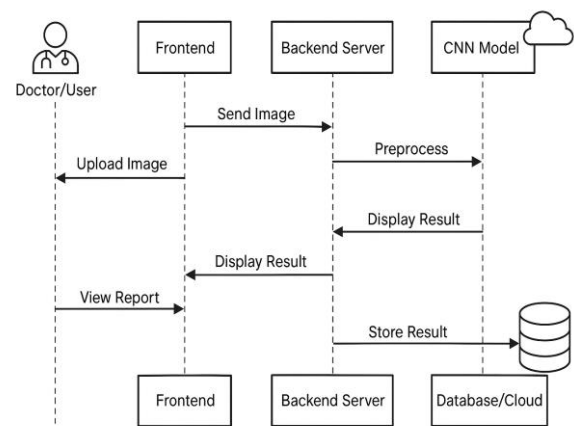 Frontend
Backend Server
CNN Model
Doctor/User
Send Image
Preprocess
Upload Image
Display Result
Display Result
View Report
Store Result
Frontend
Backend Server
Database/Cloud